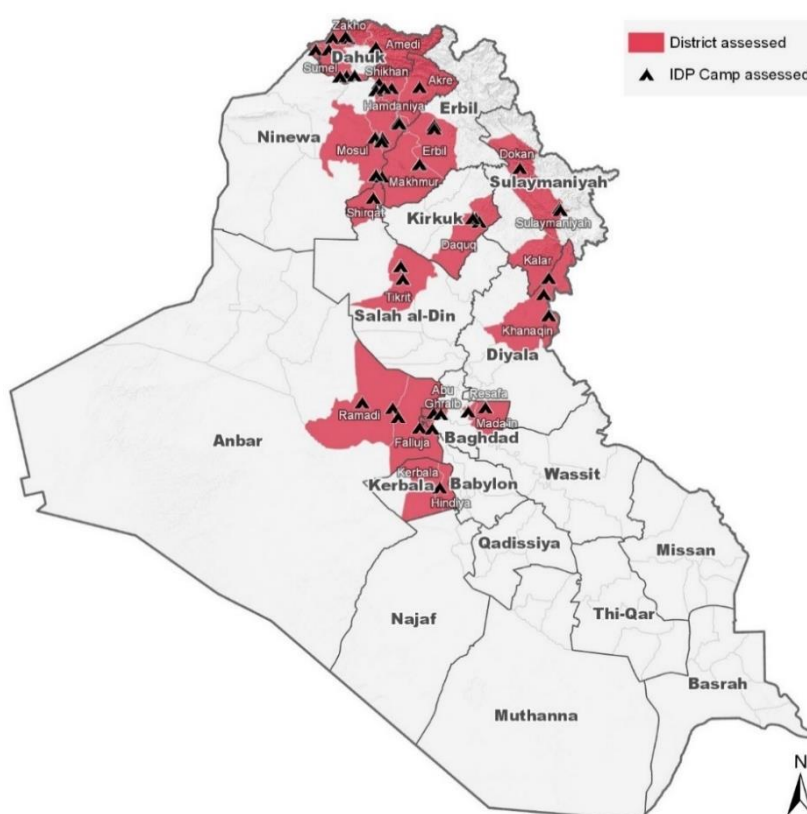 District assessed
IDP Camp assessed
Zakho
Amedi
Dahuk
Sumel
Shikhan
Akre
Hamdaniya
Erbil
Ninewa
Mosul
Erbil
Dokan
Makhmur
Sulaymaniyah
Shirqat
Kirkuk
Sulaymaniyah
Daquq
Kalar
Tikrit
Salah al-Din
Khanaqin
Diyala
Abu
Ghraib
Resafa
Ramadi
Mada'in
Anbar
Falluja
Baghdad
Kerbala
Wassit
Kerbala
Babylon
Hindiya
Qadissiya
Missan
Najaf
Thi-Qar
Basrah
Muthanna
N